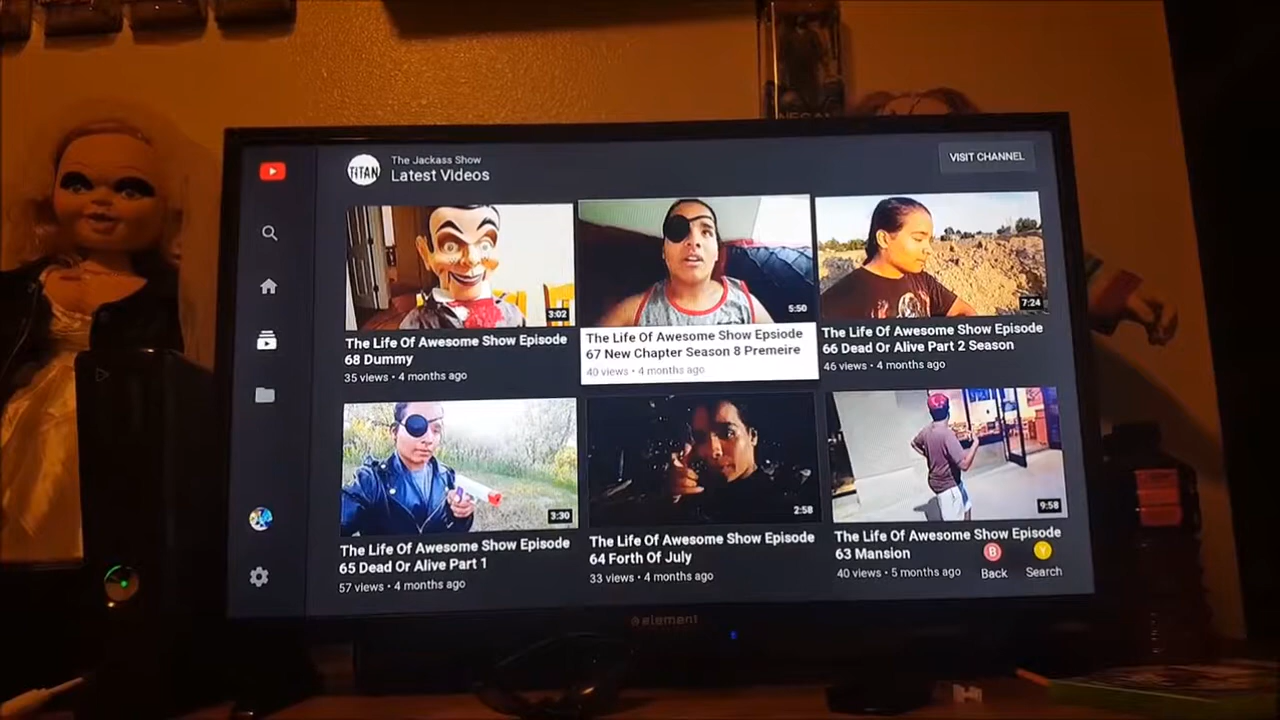 NEGAN
TiTAN
The Jackass Show
Latest Videos
VISIT CHANNEL
3:02
5:50
7:24
The Life Of Awesome Show Episode
68 Dummy
35 views • 4 months ago
The Life Of Awesome Show Epsiode
67 New Chapter Season 8 Premeire
40 views • 4 months ago
The Life Of Awesome Show Episode
66 Dead Or Alive Part 2 Season
46 views • 4 months ago
3:30
2:58
9:58
The Life Of Awesome Show Episode
65 Dead Or Alive Part 1
57 views • 4 months ago
The Life Of Awesome Show Episode
64 Forth Of July
33 views • 4 months ago
The Life Of Awesome Show Episode
63 Mansion
40 views • 5 months ago
B
Back
Y
Search
element